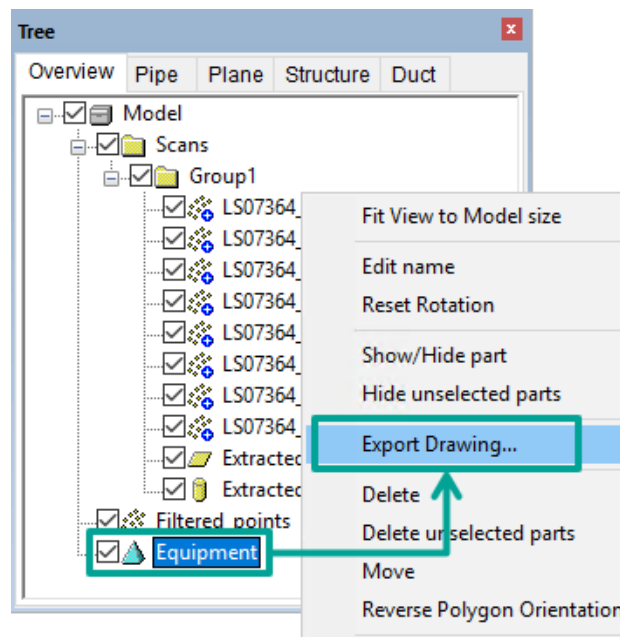 Tree
Overview Pipe Plane Structure Duct
Model
Scans
Group1
LS07364_
LS07364_
LS07364_
LS07364_
LS07364_
LS07364_
LS07364_
LS07364_
Extracted
Extracted
Filtered_points
Equipment
Fit View to Model size
Edit name
Reset Rotation
Show/Hide part
Hide unselected parts
Export Drawing...
Delete
Delete unselected parts
Move
Reverse Polygon Orientation